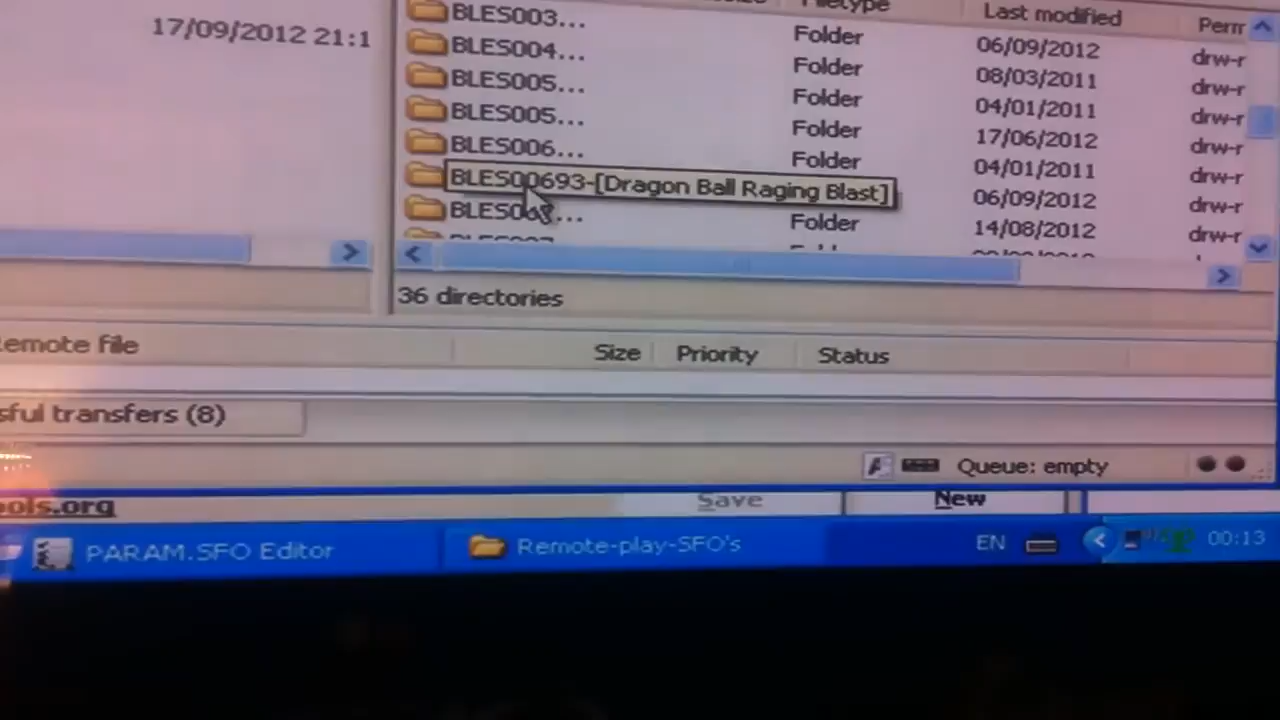 Filetype
Last modified
Perm
17/09/2012 21:1
BLES003...
Folder
06/09/2012
drw-r
BLES004...
Folder
08/03/2011
drw-r
BLES005...
Folder
04/01/2011
drw-r
BLES005...
Folder
17/06/2012
drw-r
BLES006...
Folder
04/01/2011
drw-r
BLES00693-[Dragon Ball Raging Blast]
06/09/2012
drw-r
Folder
14/08/2012
drw-r
36 directories
Remote file
Size
Priority
Status
sful transfers (8)
Queue: empty
ols.org
Save
New
PARAM.SFO Editor
Remote-play-SFO's
EN
00:13